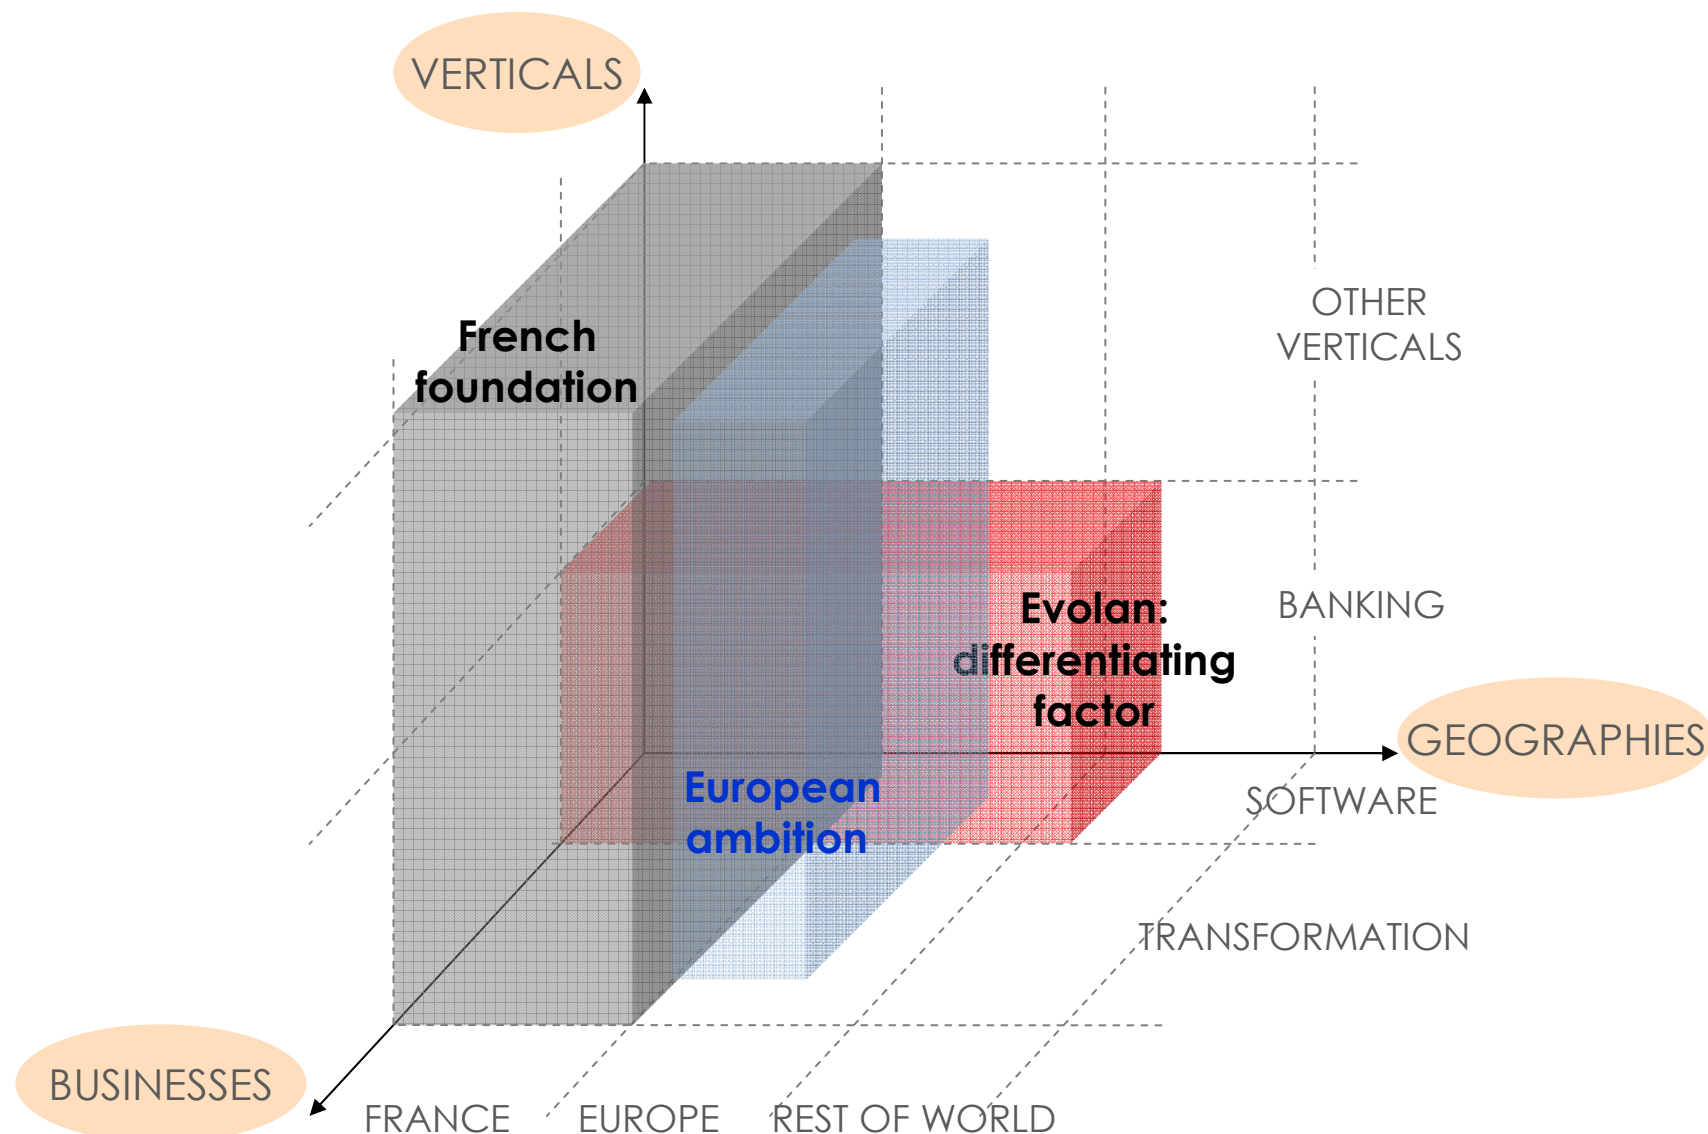 VERTICALS
OTHER
VERTICALS
French
foundation
BANKING
Evolan:
differentiating
factor
GEOGRAPHIES
SOFTWARE
European
ambition
TRANSFORMATION
BUSINESSES
FRANCE
EUROPE
REST OF WORLD